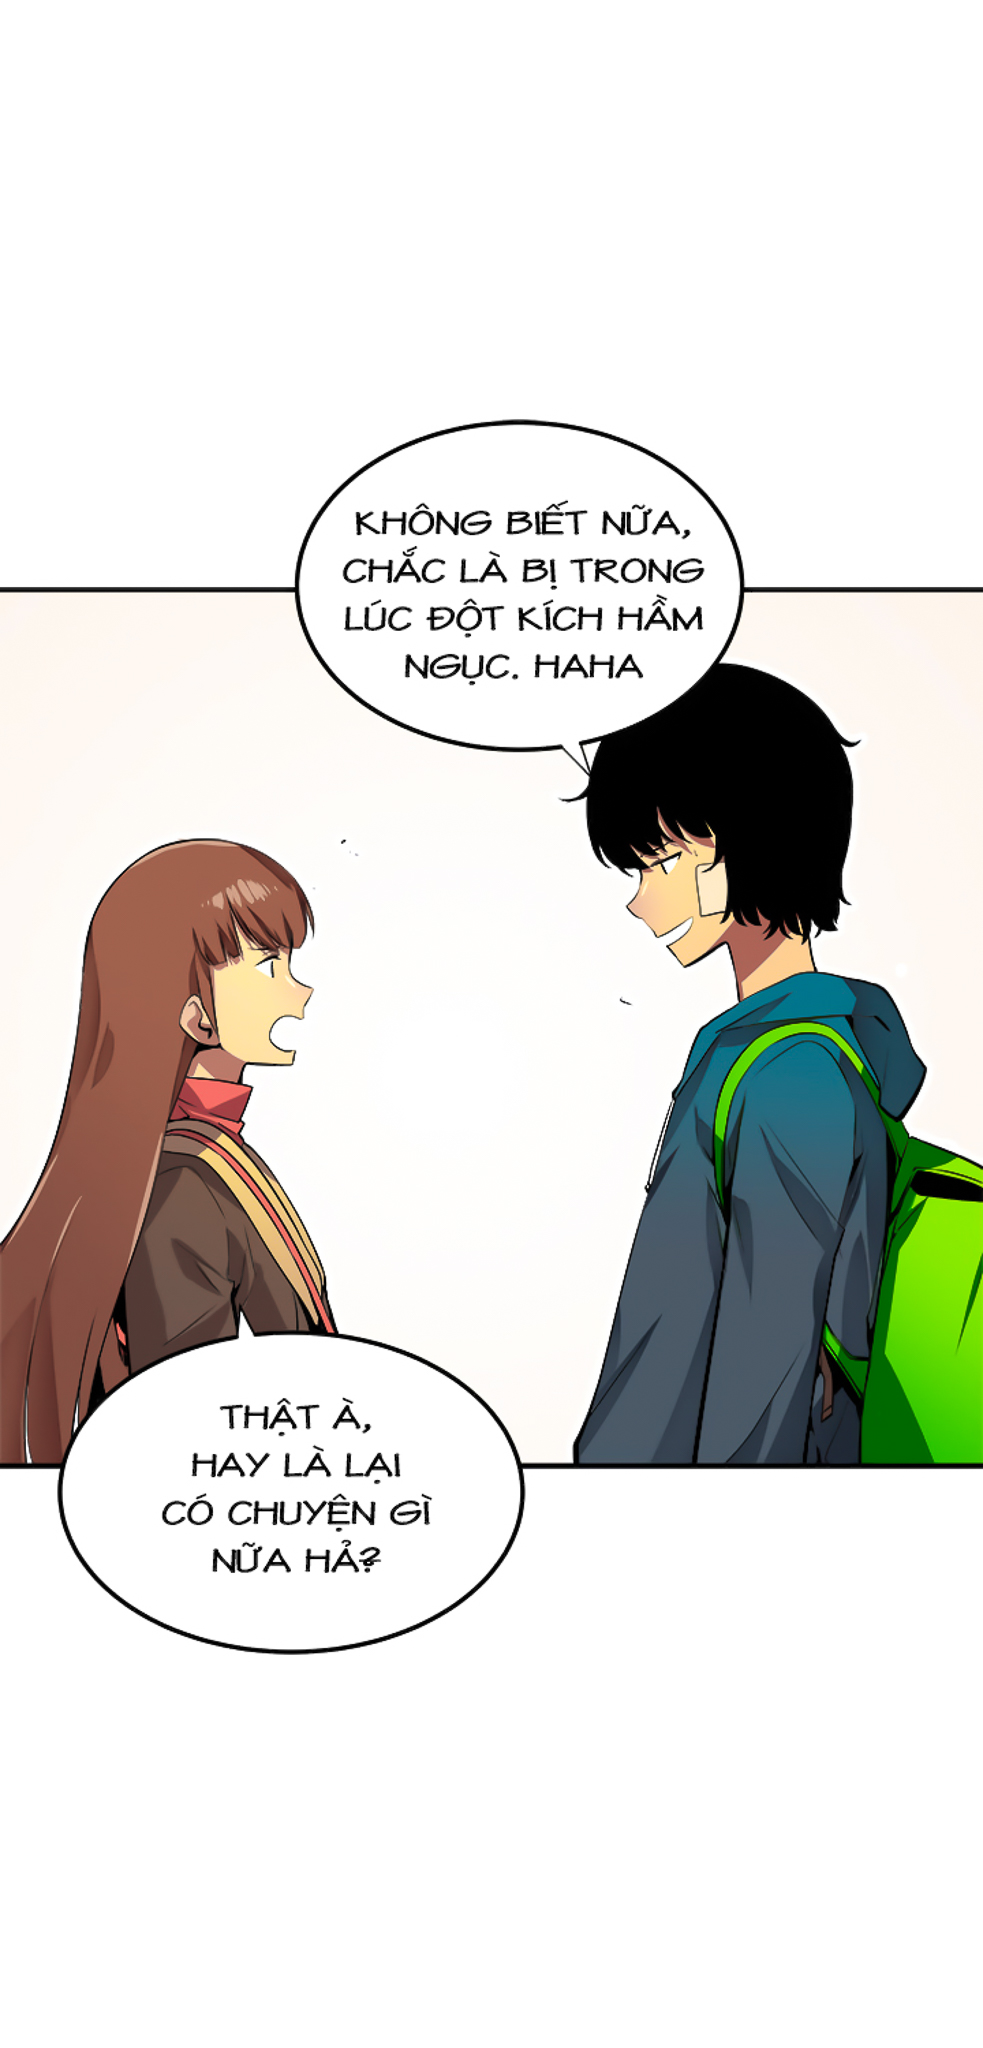 KHÔNG BIẾT NỮA,
CHẮC LÀ BỊ TRONG
LÚC ĐỘT KÍCH HẦM
NGỤC. HAHA
THẬT À,
HAY LÀ LẠI
CÓ CHUYỆN GÌ
NỮA HẢ?